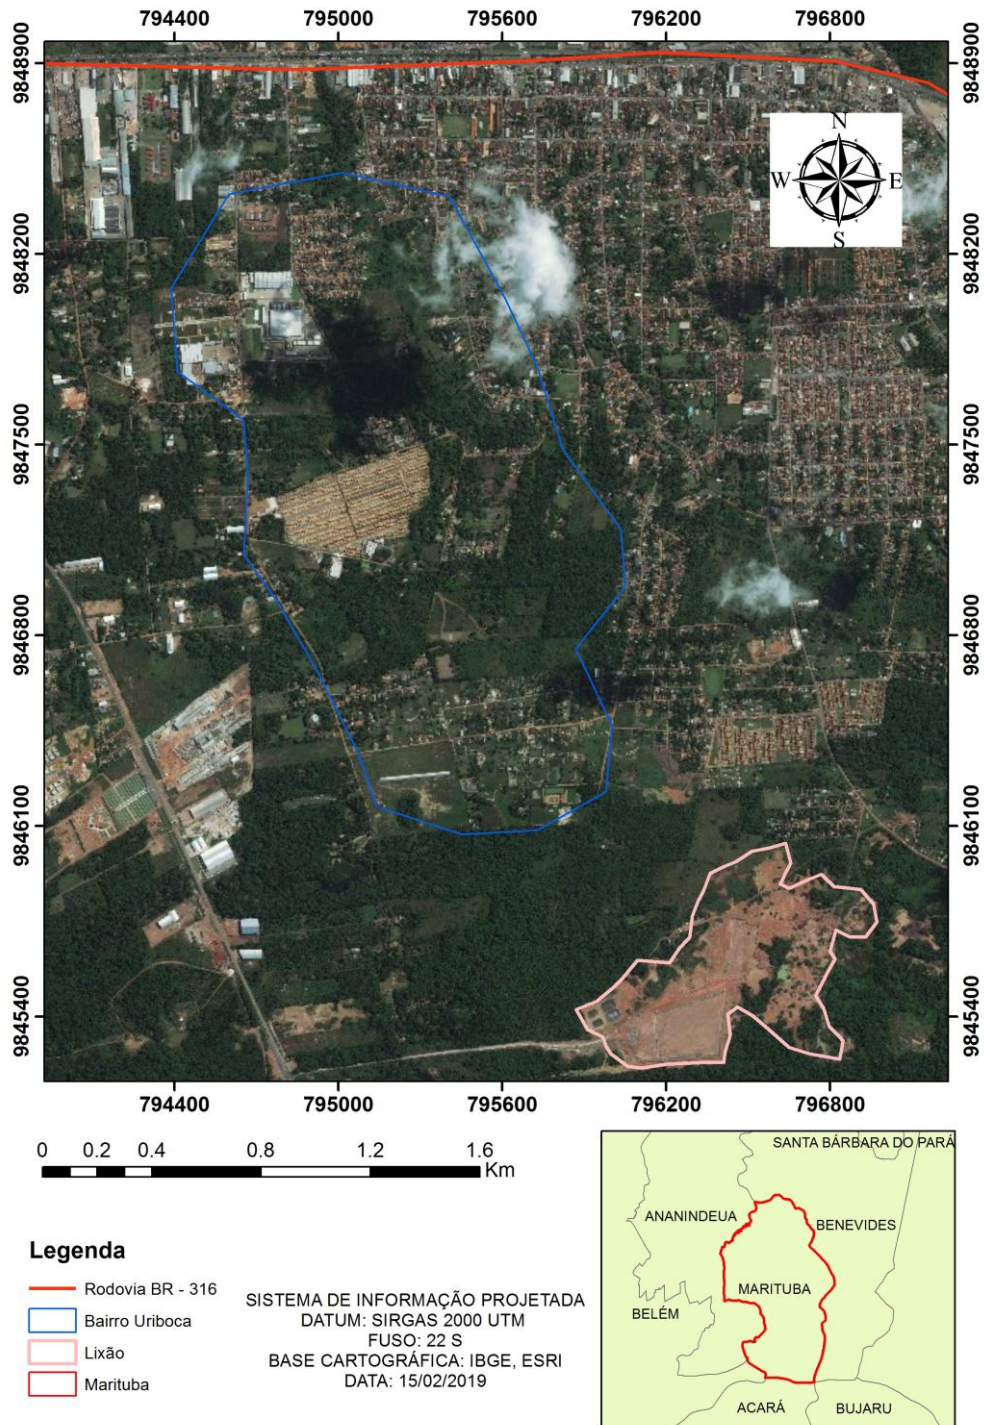 794400 795000 795600 796200 796800
9848900 9848900
N
W E
S
9848200 9848200
9847500 9847500
9846800 9846800
9846100 9846100
9845400 9845400
794400 795000 795600 796200 796800
0 0.2 0.4 0.8 1.2 1.6
Km
SANTA BÁRBARA DO PARÁ
ANANINDEUA
BENEVIDES
MARITUBA
BELÉM
ACARÁ
BUJARU
Legenda
Rodovia BR - 316
Bairro Uriboca
Lixão
Marituba
SISTEMA DE INFORMAÇÃO PROJETADA
DATUM: SIRGAS 2000 UTM
FUSO: 22 S
BASE CARTOGRÁFICA: IBGE, ESRI
DATA: 15/02/2019